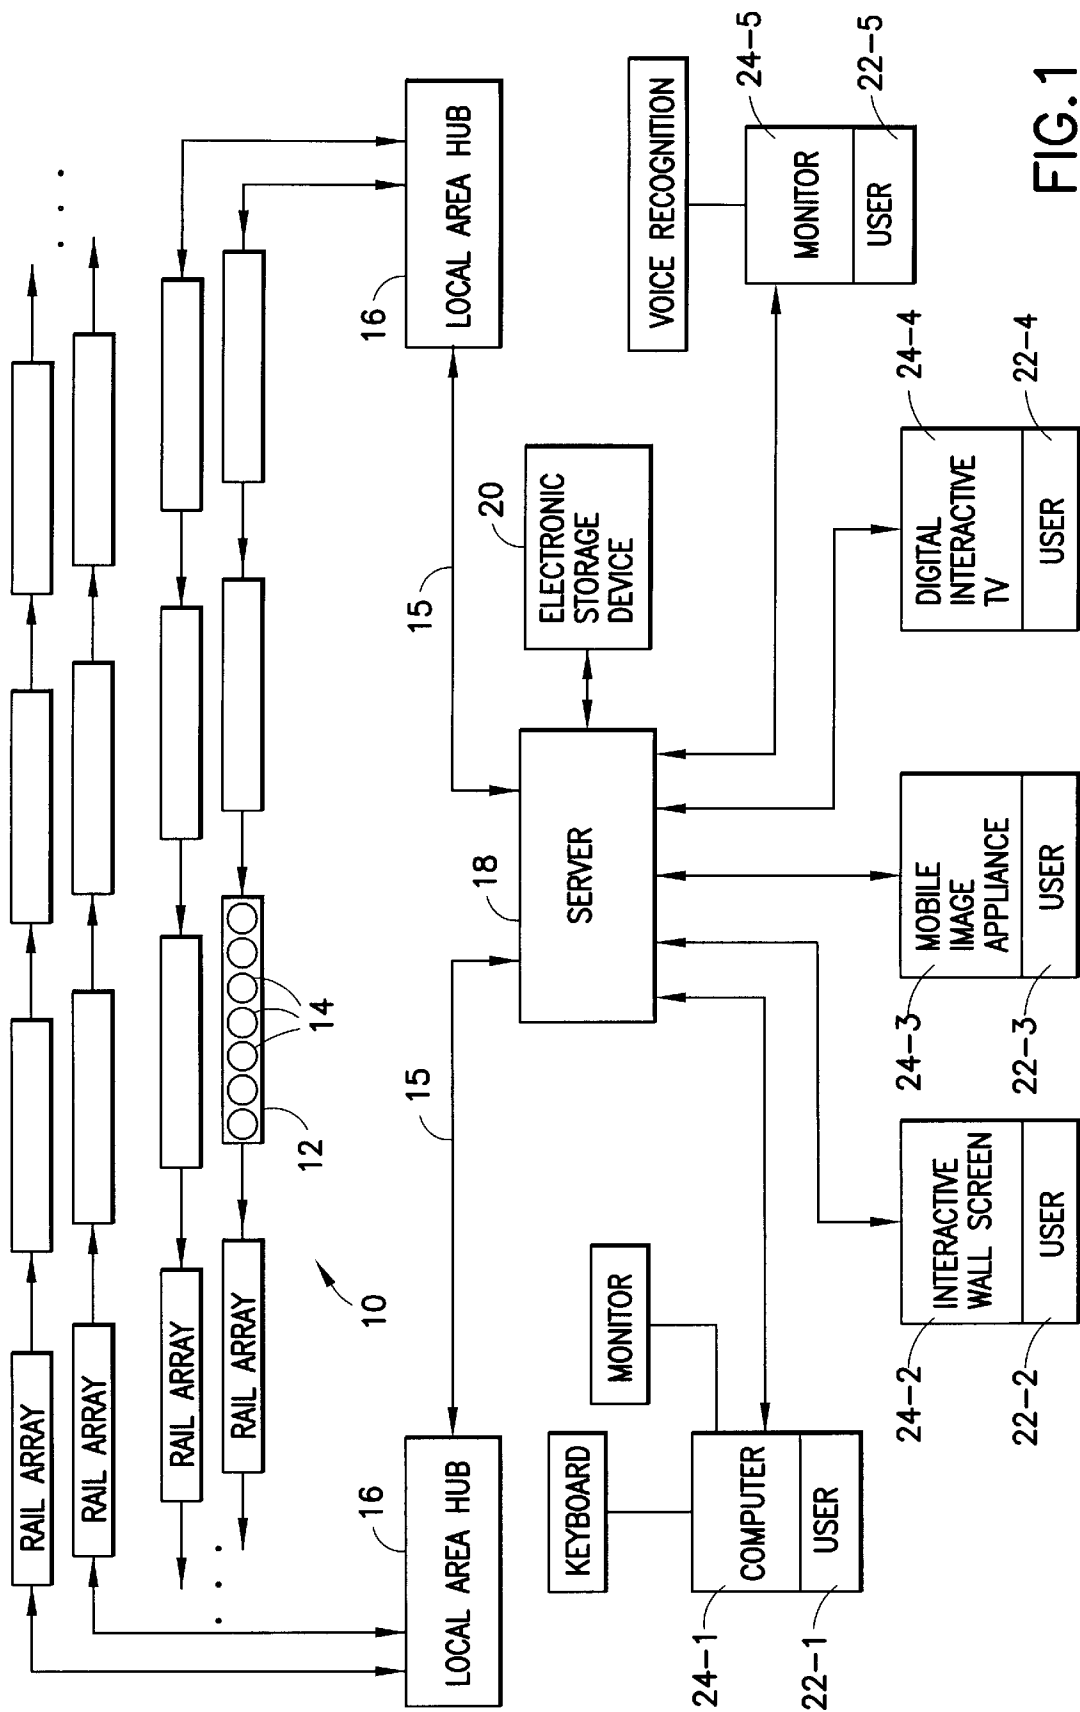 RAIL ARRAY
RAIL ARRAY
RAIL ARRAY
RAIL ARRAY
10
12
14
16
LOCAL AREA HUB
15
15
16
LOCAL AREA HUB
18
SERVER
20
ELECTRONIC
STORAGE
DEVICE
KEYBOARD
MONITOR
24-1
COMPUTER
22-1
USER
24-2
INTERACTIVE
WALL SCREEN
22-2
USER
24-3
MOBILE
IMAGE
APPLIANCE
22-3
USER
24-4
DIGITAL
INTERACTIVE
TV
22-4
USER
VOICE RECOGNITION
24-5
MONITOR
22-5
USER
FIG.1